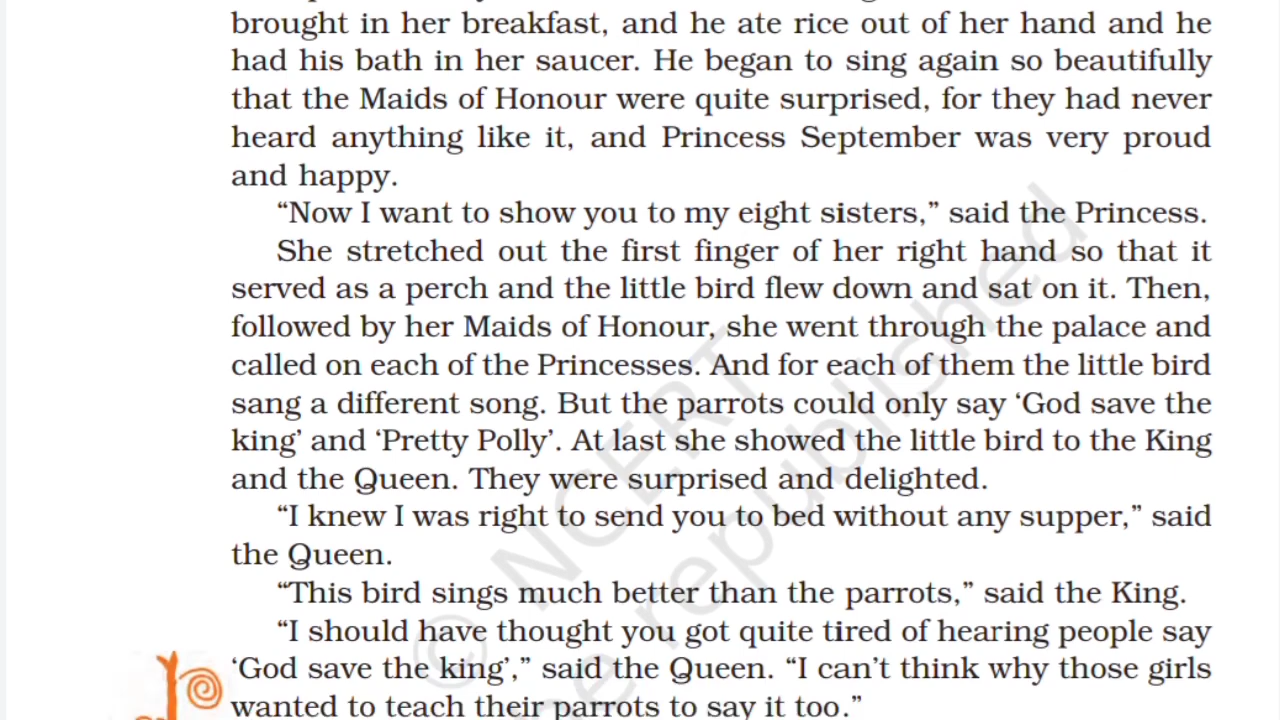 brought in her breakfast, and he ate rice out of her hand and he
had his bath in her saucer. He began to sing again so beautifully
that the Maids of Honour were quite surprised, for they had never
heard anything like it, and Princess September was very proud
and happy.
“Now I want to show you to my eight sisters,” said the Princess.
She stretched out the first finger of her right hand so that it
served as a perch and the little bird flew down and sat on it. Then,
followed by her Maids of Honour, she went through the palace and
called on each of the Princesses. And for each of them the little bird
sang a different song. But the parrots could only say ‘God save the
king’ and ‘Pretty Polly’. At last she showed the little bird to the King
and the Queen. They were surprised and delighted.
“I knew I was right to send you to bed without any supper,” said
the Queen.
“This bird sings much better than the parrots,” said the King.
“I should have thought you got quite tired of hearing people say
‘God save the king’,” said the Queen. “I can’t think why those girls
wanted to teach their parrots to say it too.”
© NCERT
be republished